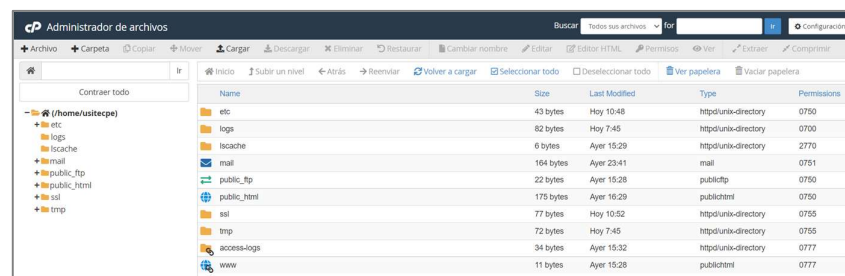 cP Administrador de archivos Buscar Todos sus archivos for Ir Configuración
Archivo Carpeta Copiar Mover Cargar Descargar Eliminar Restaurar Cambiar nombre Editar Editor HTML Permisos Ver Extraer Comprimir
Ir Inicio Subir un nivel Atrás Reenviar Volver a cargar Seleccionar todo Deseleccionar todo Ver papelera Vaciar papelera
Contraer todo
(/home/usitecpe)
etc
logs
lscache
mail
public_ftp
public_html
ssl
tmp
Name Size Last Modified Type Permissions
etc 43 bytes Hoy 10:48 httpd/unix-directory 0750
logs 82 bytes Hoy 7:45 httpd/unix-directory 0700
lscache 6 bytes Ayer 15:29 httpd/unix-directory 2770
mail 164 bytes Ayer 23:41 mail 0751
public_ftp 22 bytes Ayer 15:28 publicftp 0750
public_html 175 bytes Ayer 16:29 publichtml 0750
ssl 77 bytes Hoy 10:52 httpd/unix-directory 0755
tmp 72 bytes Hoy 7:45 httpd/unix-directory 0755
access-logs 34 bytes Ayer 15:32 httpd/unix-directory 0777
www 11 bytes Ayer 15:28 publichtml 0777